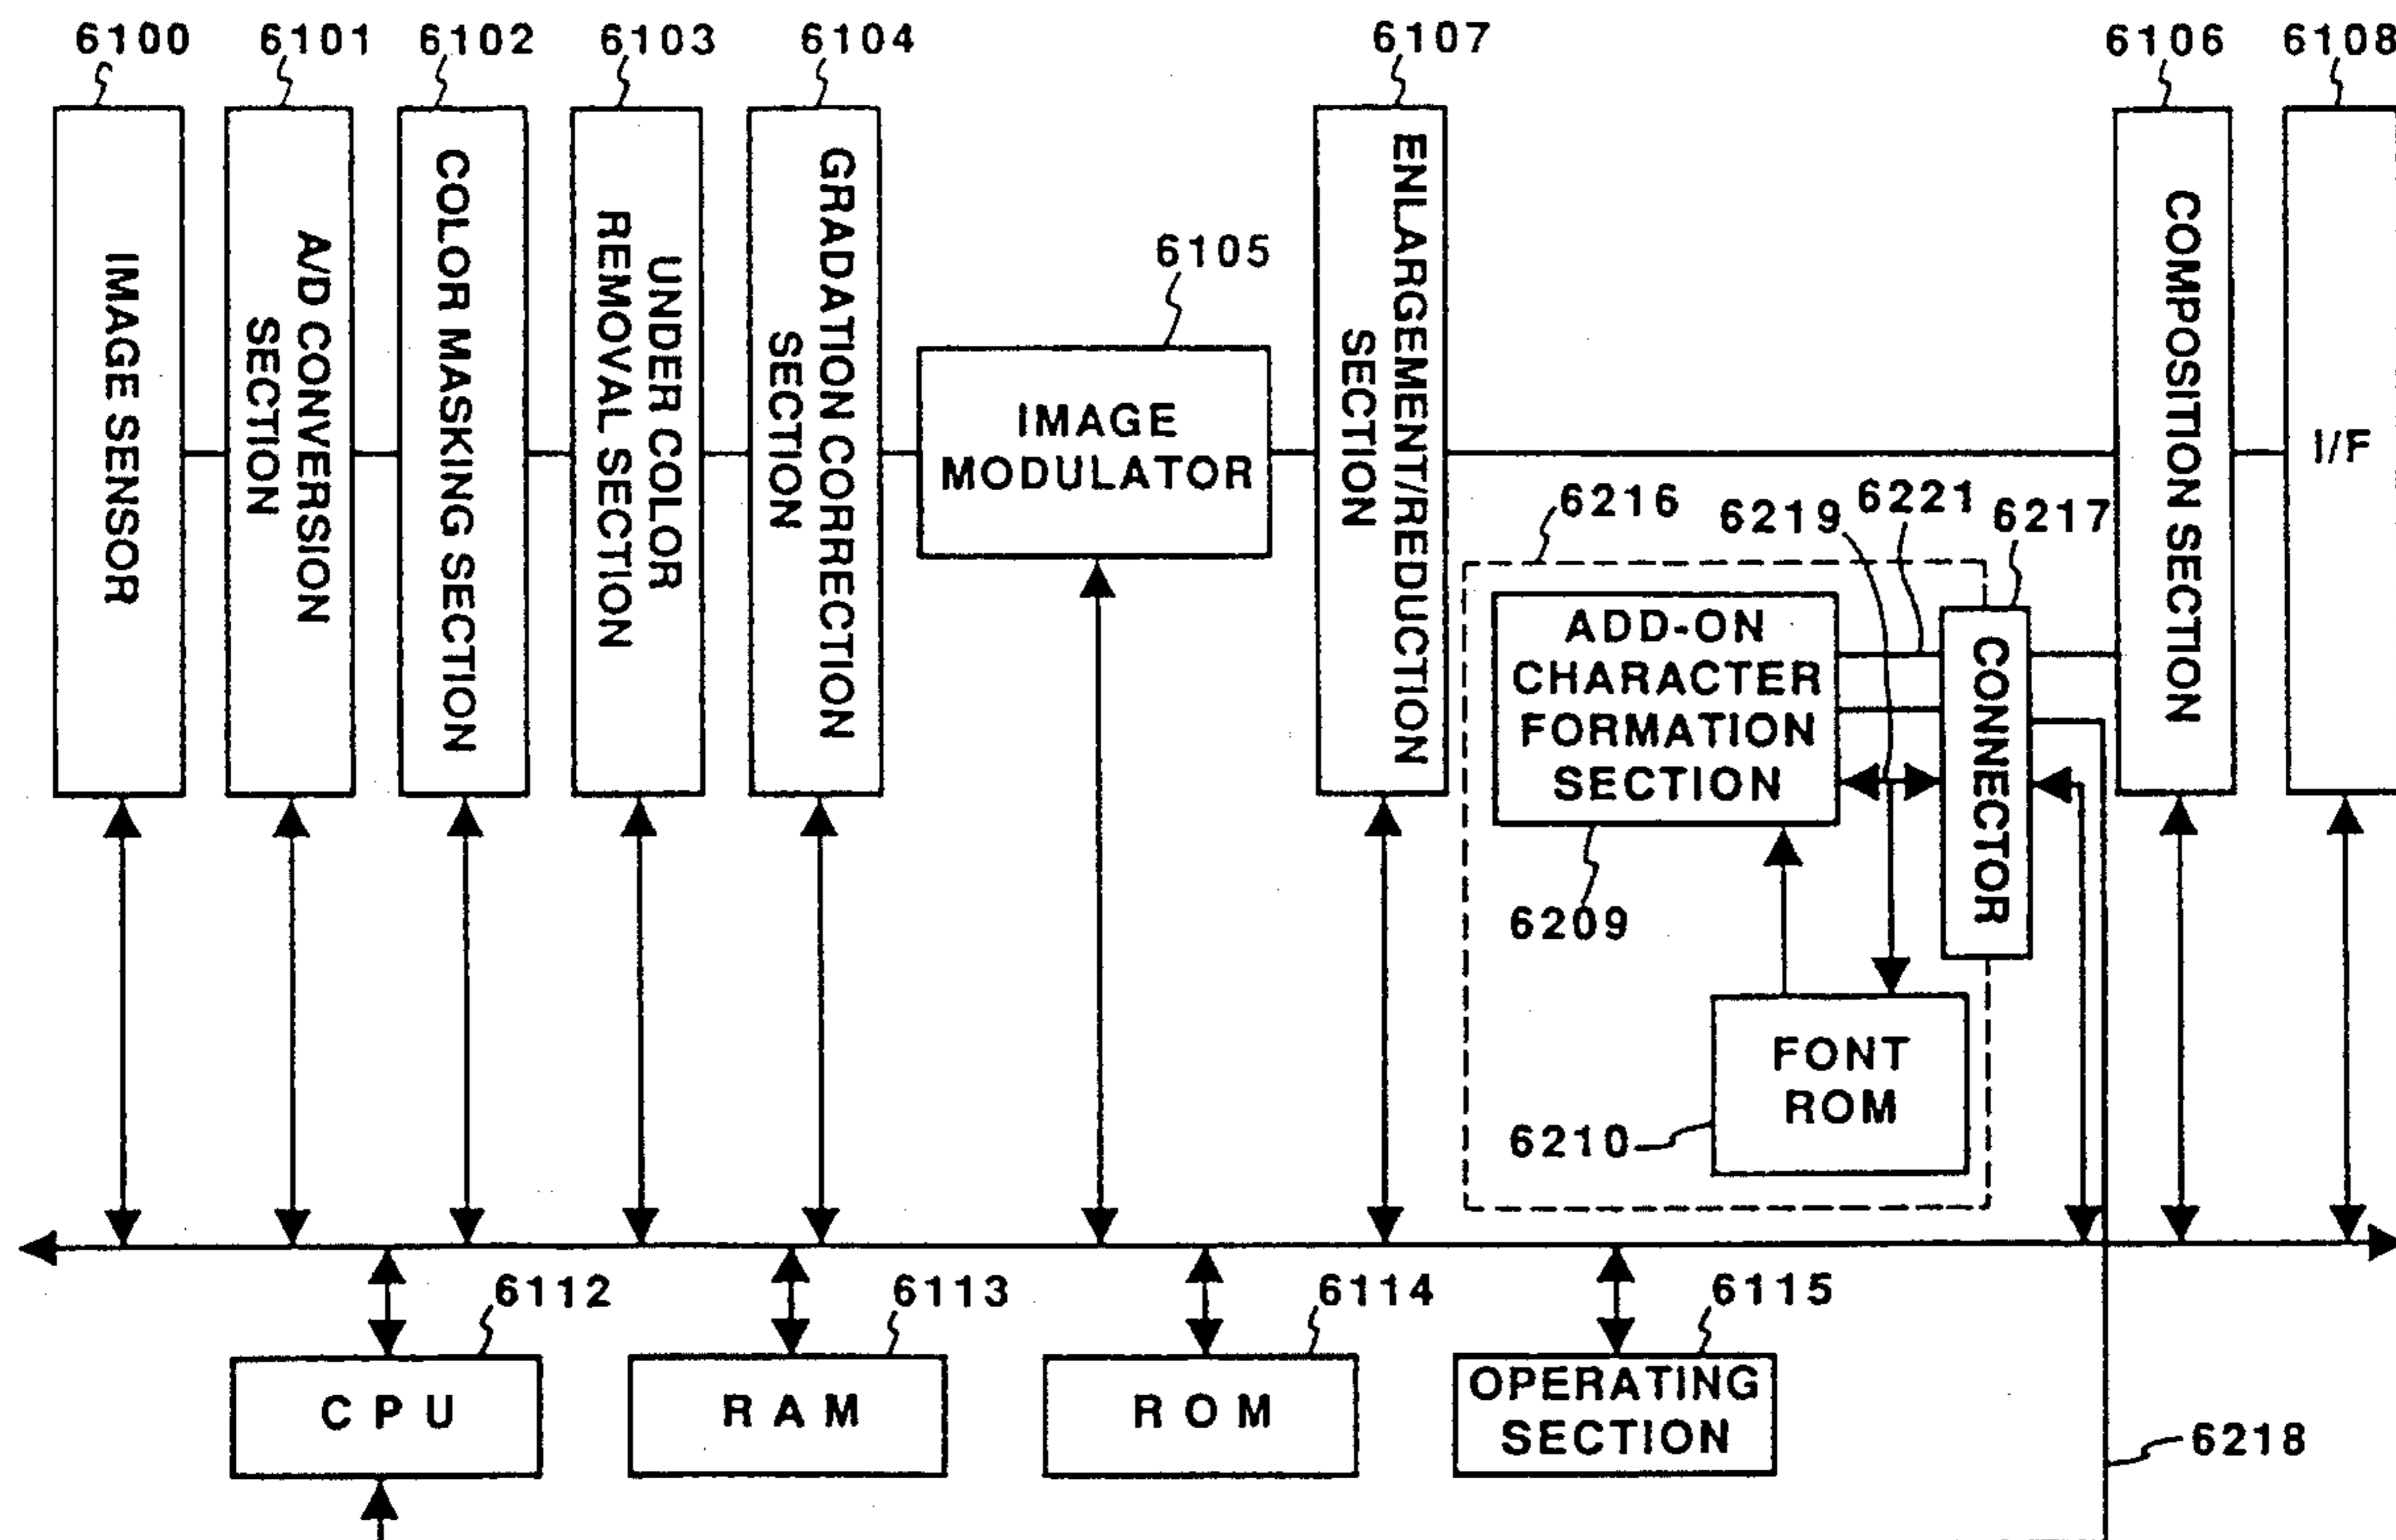 6100
6101
6102
6103
6104
6107
6106
6108
IMAGE SENSOR
A/D CONVERSION
SECTION
COLOR MASKING SECTION
UNDER COLOR
REMOVAL SECTION
GRADATION CORRECTION
SECTION
6105
IMAGE
MODULATOR
ENLARGEMENT/REDUCTION
SECTION
COMPOSITION SECTION
I/F
6216
6219
6221
6217
ADD-ON
CHARACTER
FORMATION
SECTION
CONNECTOR
6209
FONT
ROM
6210
6112
6113
6114
6115
CPU
RAM
ROM
OPERATING
SECTION
6218